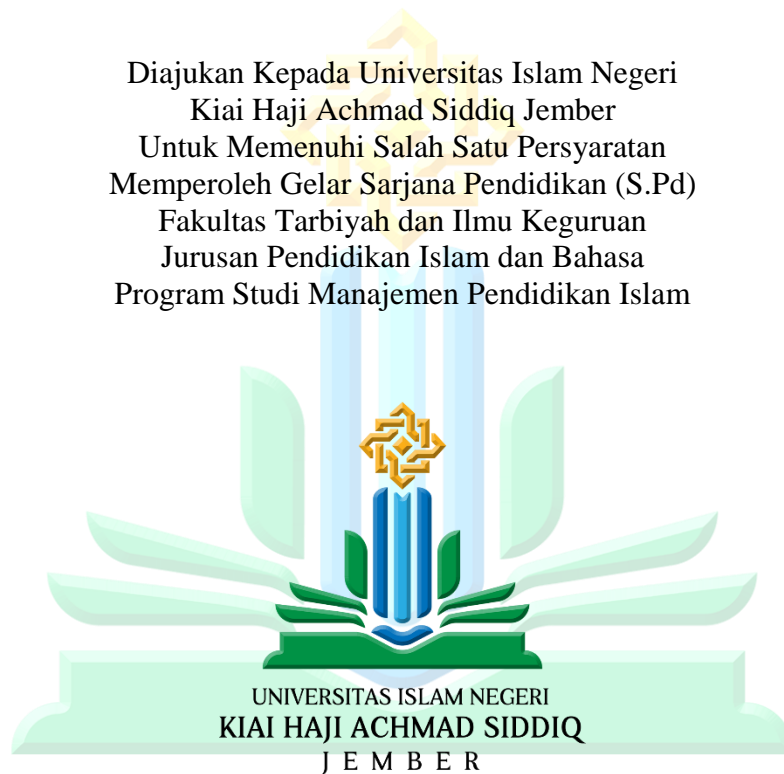 Diajukan Kepada Universitas Islam Negeri
Kiai Haji Achmad Siddiq Jember
Untuk Memenuhi Salah Satu Persyaratan
Memperoleh Gelar Sarjana Pendidikan (S.Pd)
Fakultas Tarbiyah dan Ilmu Keguruan
Jurusan Pendidikan Islam dan Bahasa
Program Studi Manajemen Pendidikan Islam
UNIVERSITAS ISLAM NEGERI
KIAI HAJI ACHMAD SIDDIQ
JEMBER